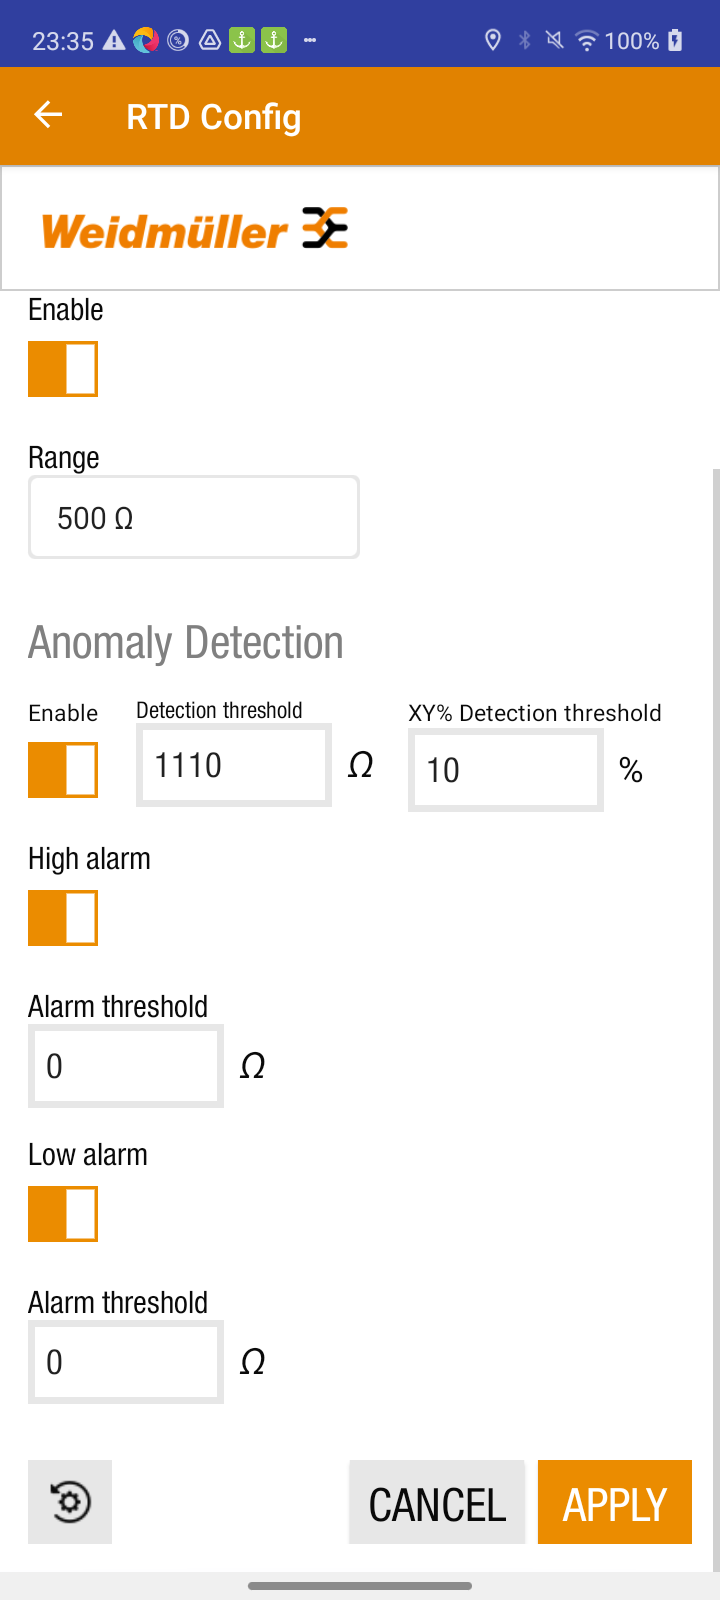 23:35 100%
RTD Config
Weidmüller
Enable
Range
500 Ω
Anomaly Detection
Enable Detection threshold XY% Detection threshold
1110 Ω 10 %
High alarm
Alarm threshold
0 Ω
Low alarm
Alarm threshold
0 Ω
CANCEL APPLY